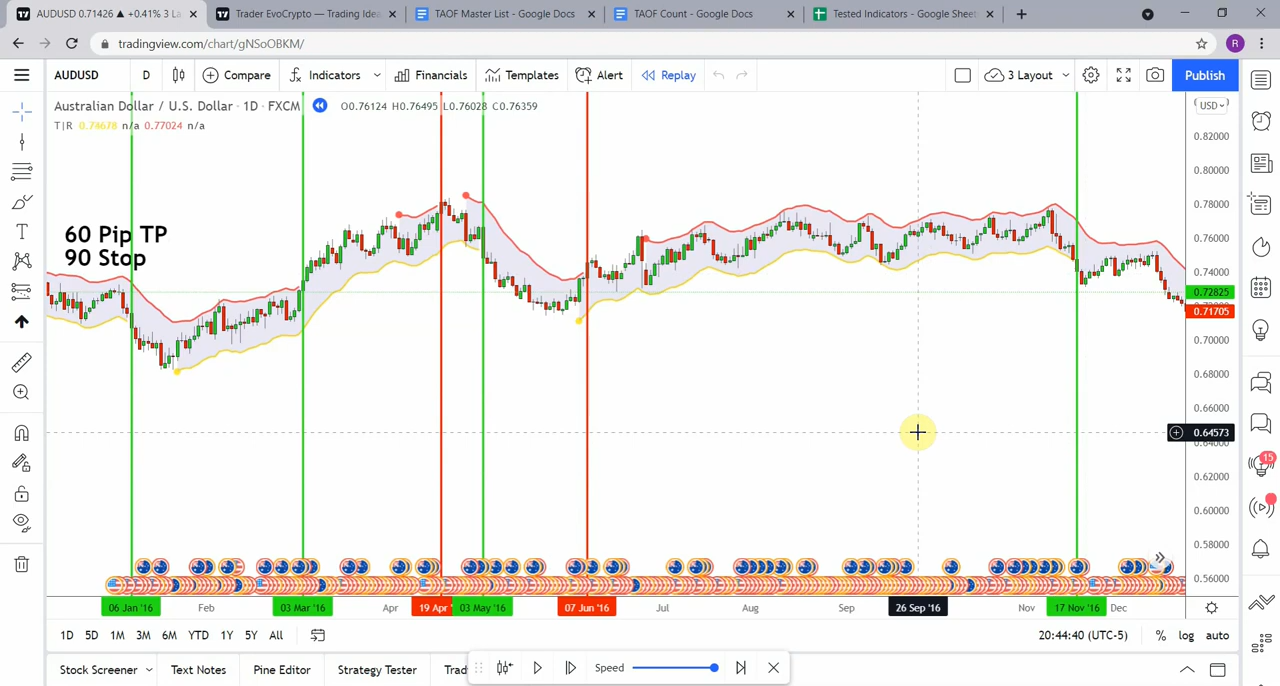 AUDUSD 0.71426 ▲ +0.41% 3 La
Trader EvoCrypto — Trading Idea
TAOF Master List - Google Docs
TAOF Count - Google Docs
Tested Indicators - Google Sheet
tradingview.com/chart/gNSoOBKM/
R
AUDUSD
D
Compare
Indicators
Financials
Templates
Alert
Replay
3 Layout
Publish
Australian Dollar / U.S. Dollar · 1D · FXCM
O0.76124 H0.76495 L0.76028 C0.76359
USD
T|R 0.74678 n/a 0.77024 n/a
60 Pip TP
90 Stop
0.82000
0.80000
0.78000
0.76000
0.74000
0.72825
0.71705
0.70000
0.68000
0.66000
0.64573
0.62000
0.60000
0.58000
0.56000
15
06 Jan '16
Feb
03 Mar '16
Apr
19 Apr
03 May '16
07 Jun '16
Jul
Aug
Sep
26 Sep '16
Nov
17 Nov '16
Dec
1D
5D
1M
3M
6M
YTD
1Y
5Y
All
20:44:40 (UTC-5)
%
log
auto
Stock Screener
Text Notes
Pine Editor
Strategy Tester
Trad
Speed